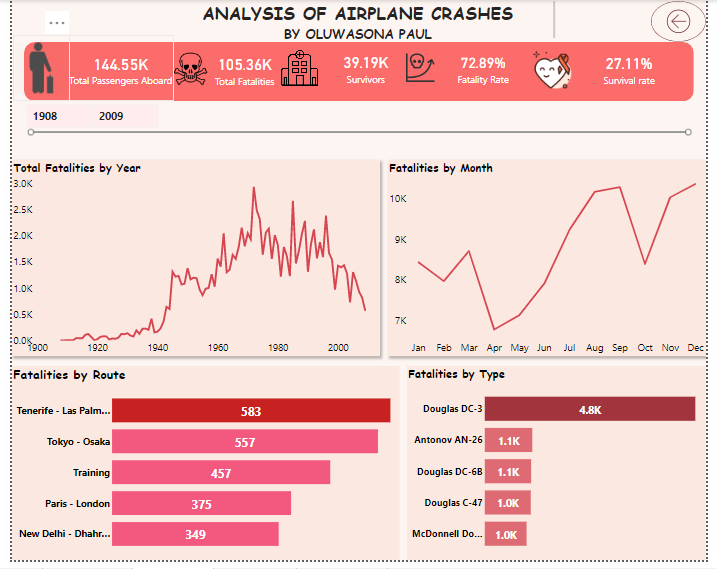 ANALYSIS OF AIRPLANE CRASHES
BY OLUWASONA PAUL
144.55K
Total Passengers Aboard
105.36K
Total Fatalities
39.19K
Survivors
72.89%
Fatality Rate
27.11%
Survival rate
1908 2009
Total Fatalities by Year
3.0K
2.5K
2.0K
1.5K
1.0K
0.5K
0.0K
1900 1920 1940 1960 1980 2000
Fatalities by Month
10K
9K
8K
7K
Jan Feb Mar Apr May Jun Jul Aug Sep Oct Nov Dec
Fatalities by Route
Tenerife - Las Palm... 583
Tokyo - Osaka 557
Training 457
Paris - London 375
New Delhi - Dhahr... 349
Fatalities by Type
Douglas DC-3 4.8K
Antonov AN-26 1.1K
Douglas DC-6B 1.1K
Douglas C-47 1.0K
McDonnell Do... 1.0K